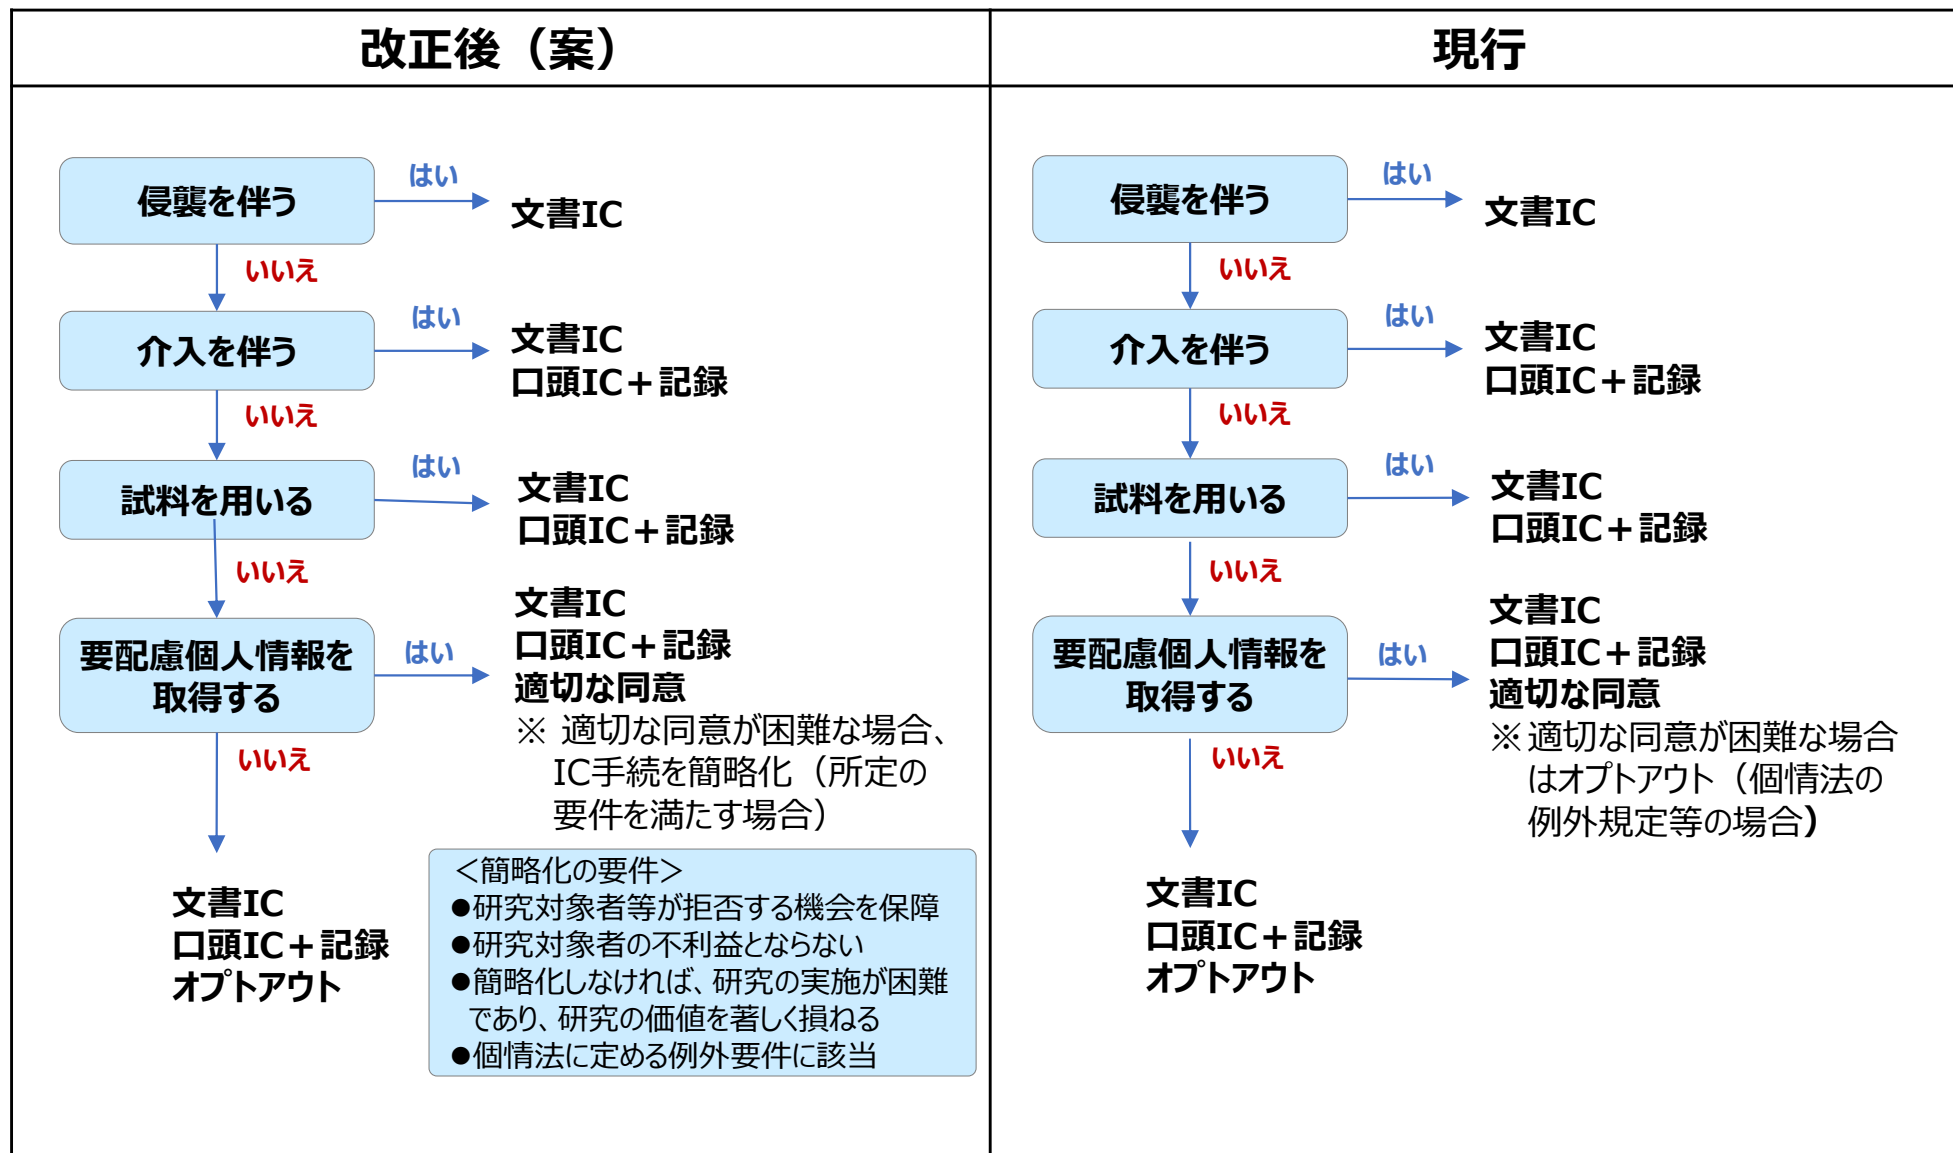 改正後（案）
侵襲を伴う
はい
文書IC
いいえ
介入を伴う
はい
文書IC
口頭IC＋記録
いいえ
試料を用いる
はい
文書IC
口頭IC＋記録
いいえ
要配慮個人情報を
取得する
はい
文書IC
口頭IC＋記録
適切な同意
※ 適切な同意が困難な場合、
IC手続を簡略化（所定の
要件を満たす場合）
いいえ
文書IC
口頭IC＋記録
オプトアウト
＜簡略化の要件＞
●研究対象者等が拒否する機会を保障
●研究対象者の不利益とならない
●簡略化しなければ、研究の実施が困難
であり、研究の価値を著しく損ねる
●個情法に定める例外要件に該当
現行
侵襲を伴う
はい
文書IC
いいえ
介入を伴う
はい
文書IC
口頭IC＋記録
いいえ
試料を用いる
はい
文書IC
口頭IC＋記録
いいえ
要配慮個人情報を
取得する
はい
文書IC
口頭IC＋記録
適切な同意
※適切な同意が困難な場合
はオプトアウト（個情法の
例外規定等の場合）
いいえ
文書IC
口頭IC＋記録
オプトアウト